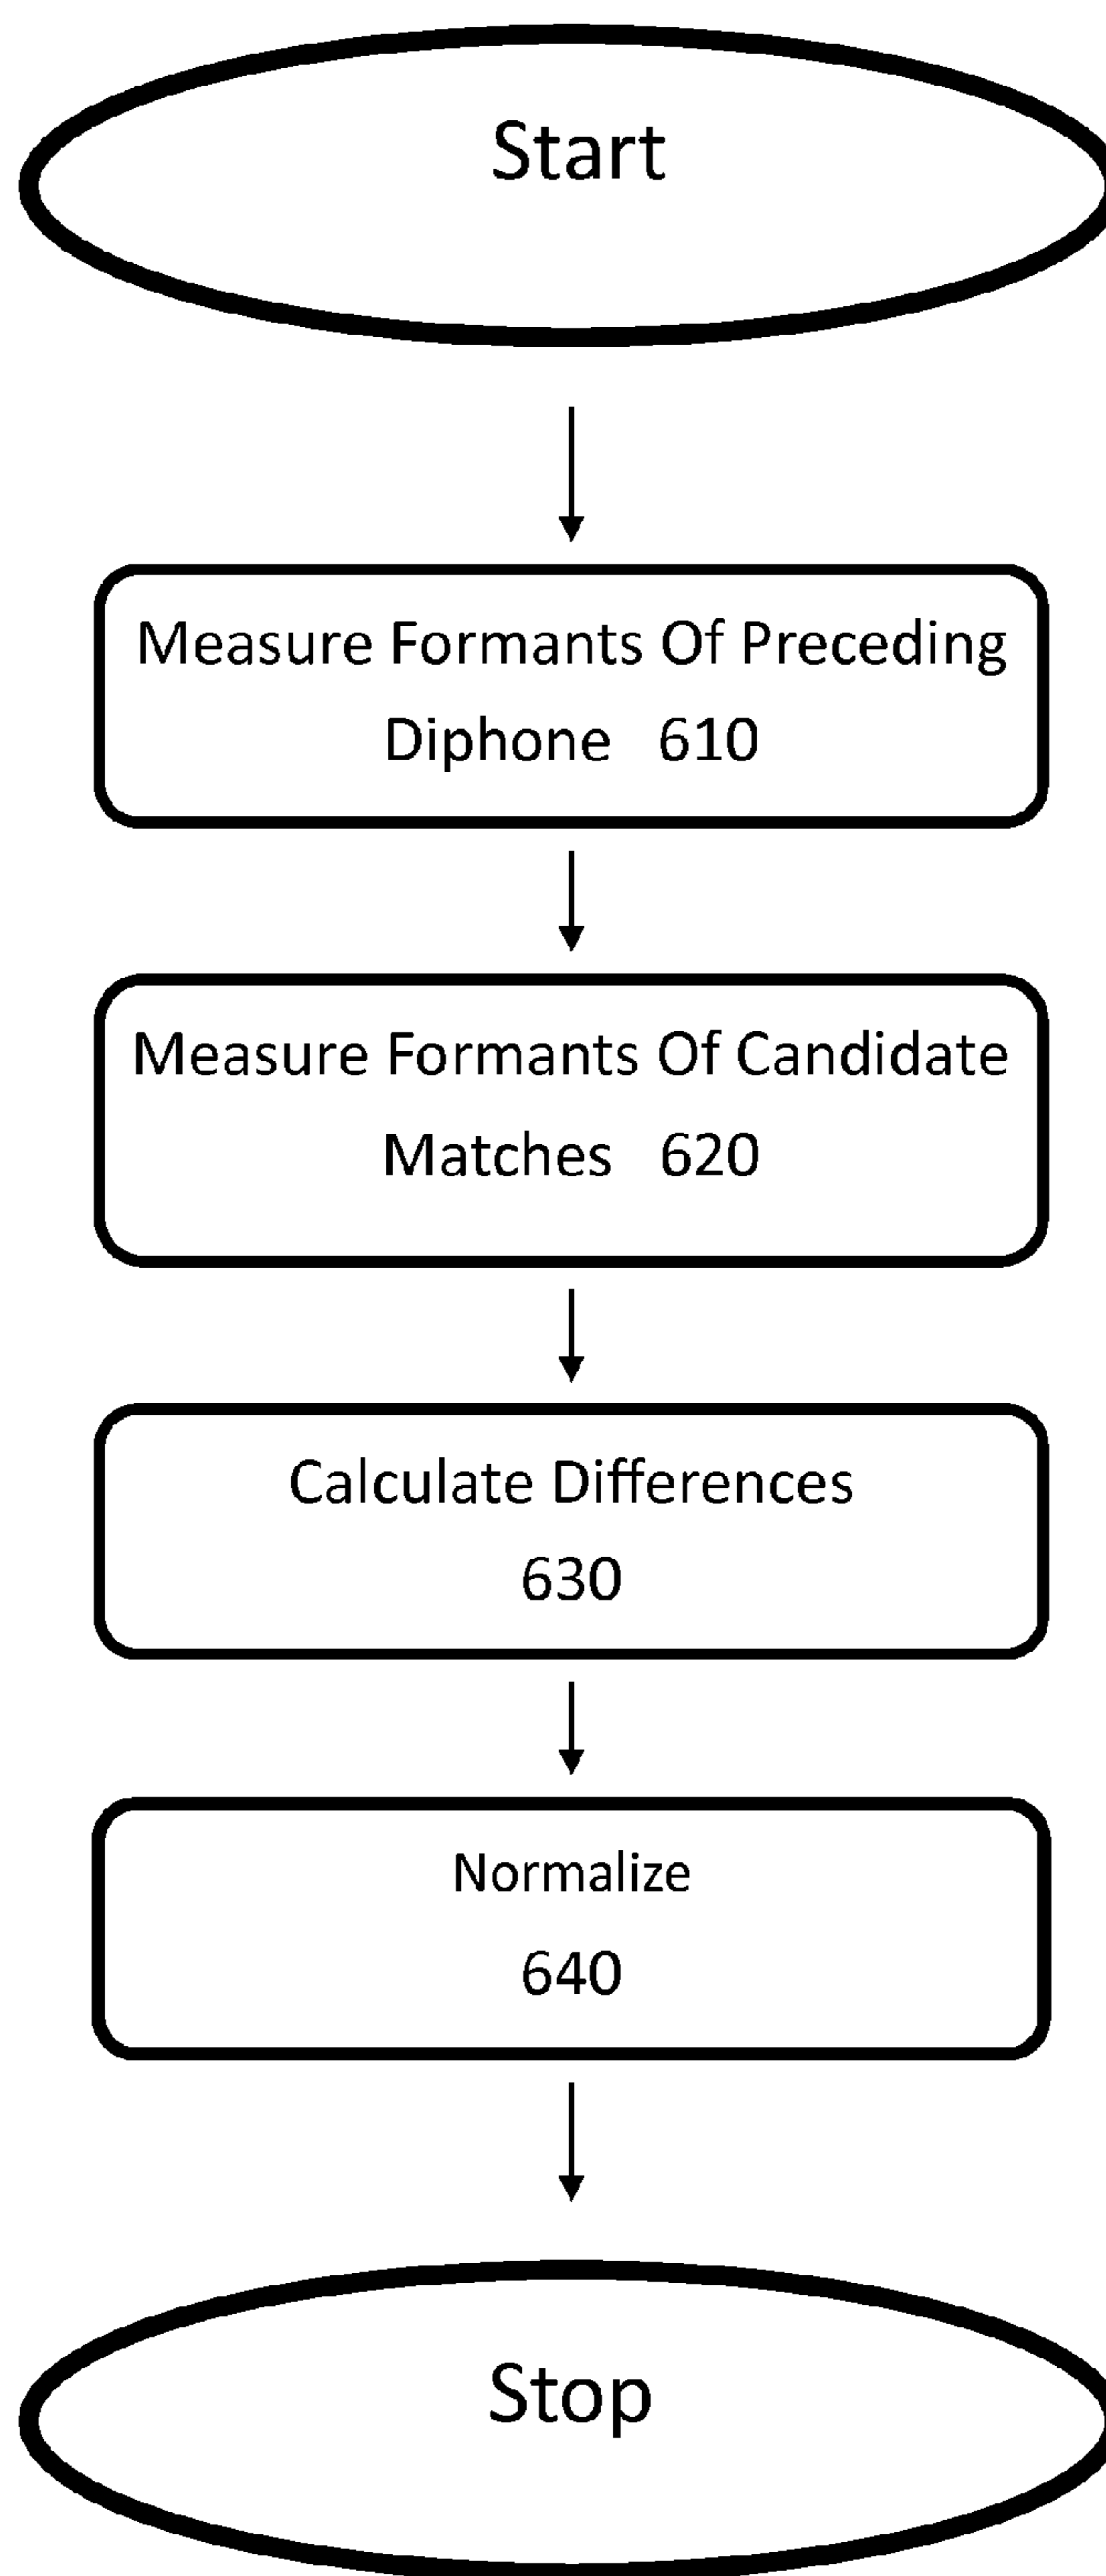 Start
Measure Formants Of Preceding
Diphone 610
Measure Formants Of Candidate
Matches 620
Calculate Differences
630
Normalize
640
Stop